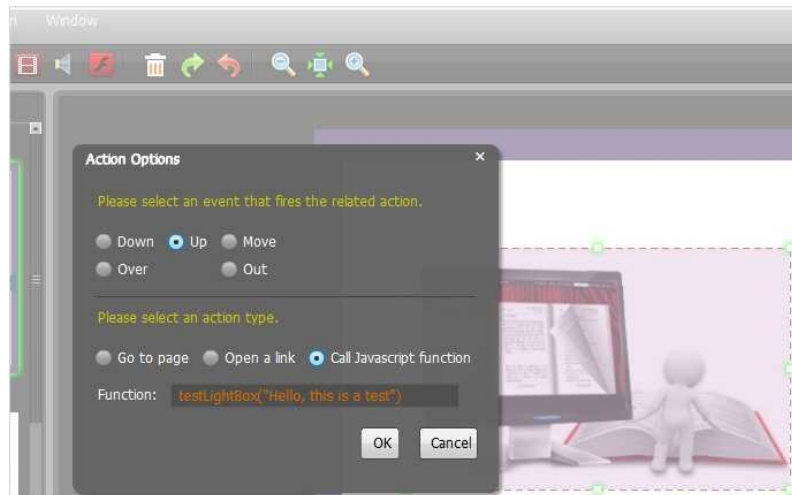 Window
Action Options
Please select an event that fires the related action.
Down Up Move
Over Out
Please select an action type.
Go to page Open a link Call Javascript function
Function: testLightBox("Hello, this is a test")
OK Cancel